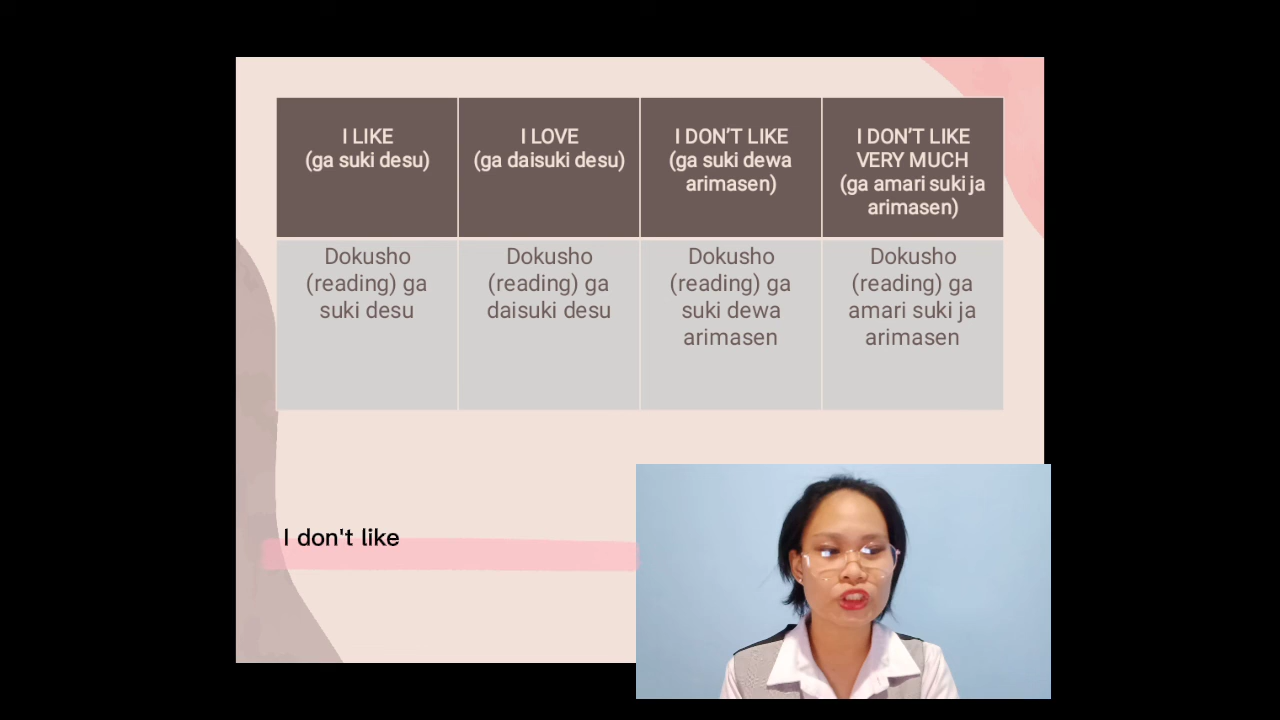 I LIKE
(ga suki desu)
I LOVE
(ga daisuki desu)
I DON'T LIKE
(ga suki dewa
arimasen)
I DON'T LIKE
VERY MUCH
(ga amari suki ja
arimasen)
Dokusho
(reading) ga
suki desu
Dokusho
(reading) ga
daisuki desu
Dokusho
(reading) ga
suki dewa
arimasen
Dokusho
(reading) ga
amari suki ja
arimasen
I don't like